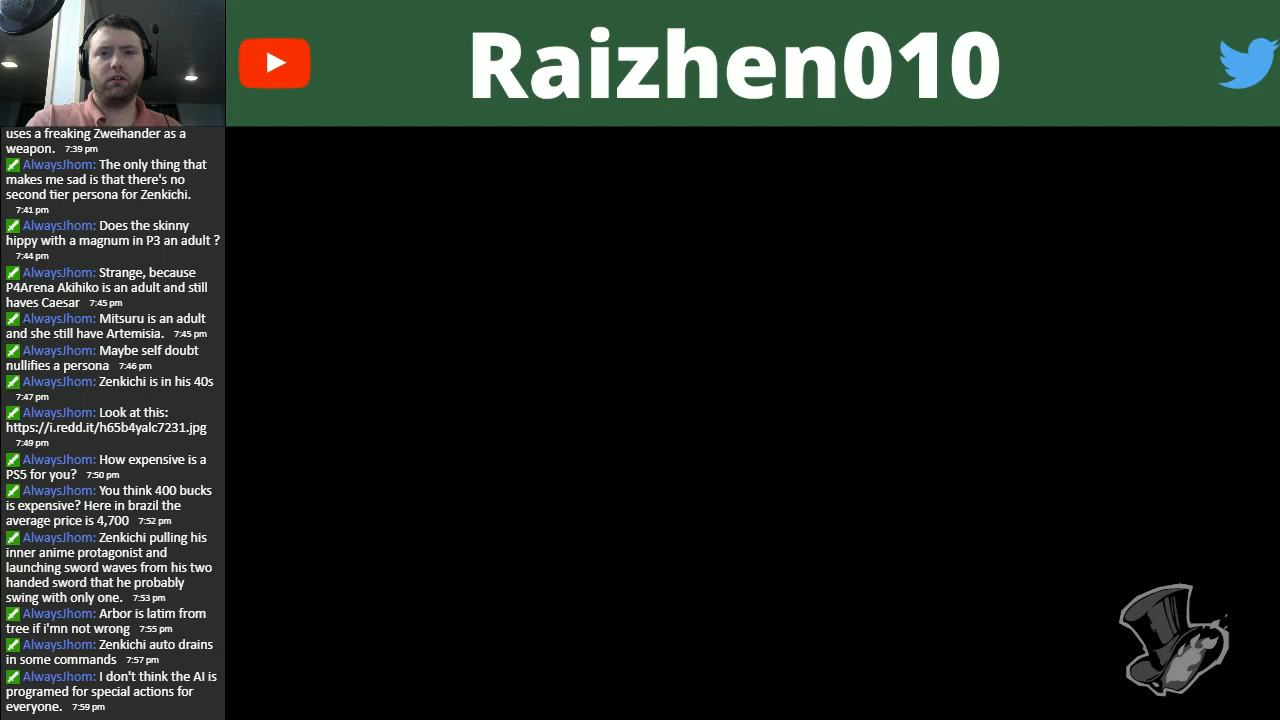 Raizhen010
uses a freaking Zweihander as a
weapon. 7:39 pm
AlwaysJhom: The only thing that
makes me sad is that there's no
second tier persona for Zenkichi.
7:41 pm
AlwaysJhom: Does the skinny
hippy with a magnum in P3 an adult ?
7:44 pm
AlwaysJhom: Strange, because
P4Arena Akihiko is an adult and still
haves Caesar 7:45 pm
AlwaysJhom: Mitsuru is an adult
and she still have Artemisia. 7:45 pm
AlwaysJhom: Maybe self doubt
nullifies a persona 7:46 pm
AlwaysJhom: Zenkichi is in his 40s
7:47 pm
AlwaysJhom: Look at this:
https://i.redd.it/h65b4yalc7231.jpg
7:49 pm
AlwaysJhom: How expensive is a
PS5 for you? 7:50 pm
AlwaysJhom: You think 400 bucks
is expensive? Here in brazil the
average price is 4,700 7:52 pm
AlwaysJhom: Zenkichi pulling his
inner anime protagonist and
launching sword waves from his two
handed sword that he probably
swing with only one. 7:53 pm
AlwaysJhom: Arbor is latim from
tree if i'mn not wrong 7:55 pm
AlwaysJhom: Zenkichi auto drains
in some commands 7:57 pm
AlwaysJhom: I don't think the AI is
programed for special actions for
everyone. 7:59 pm